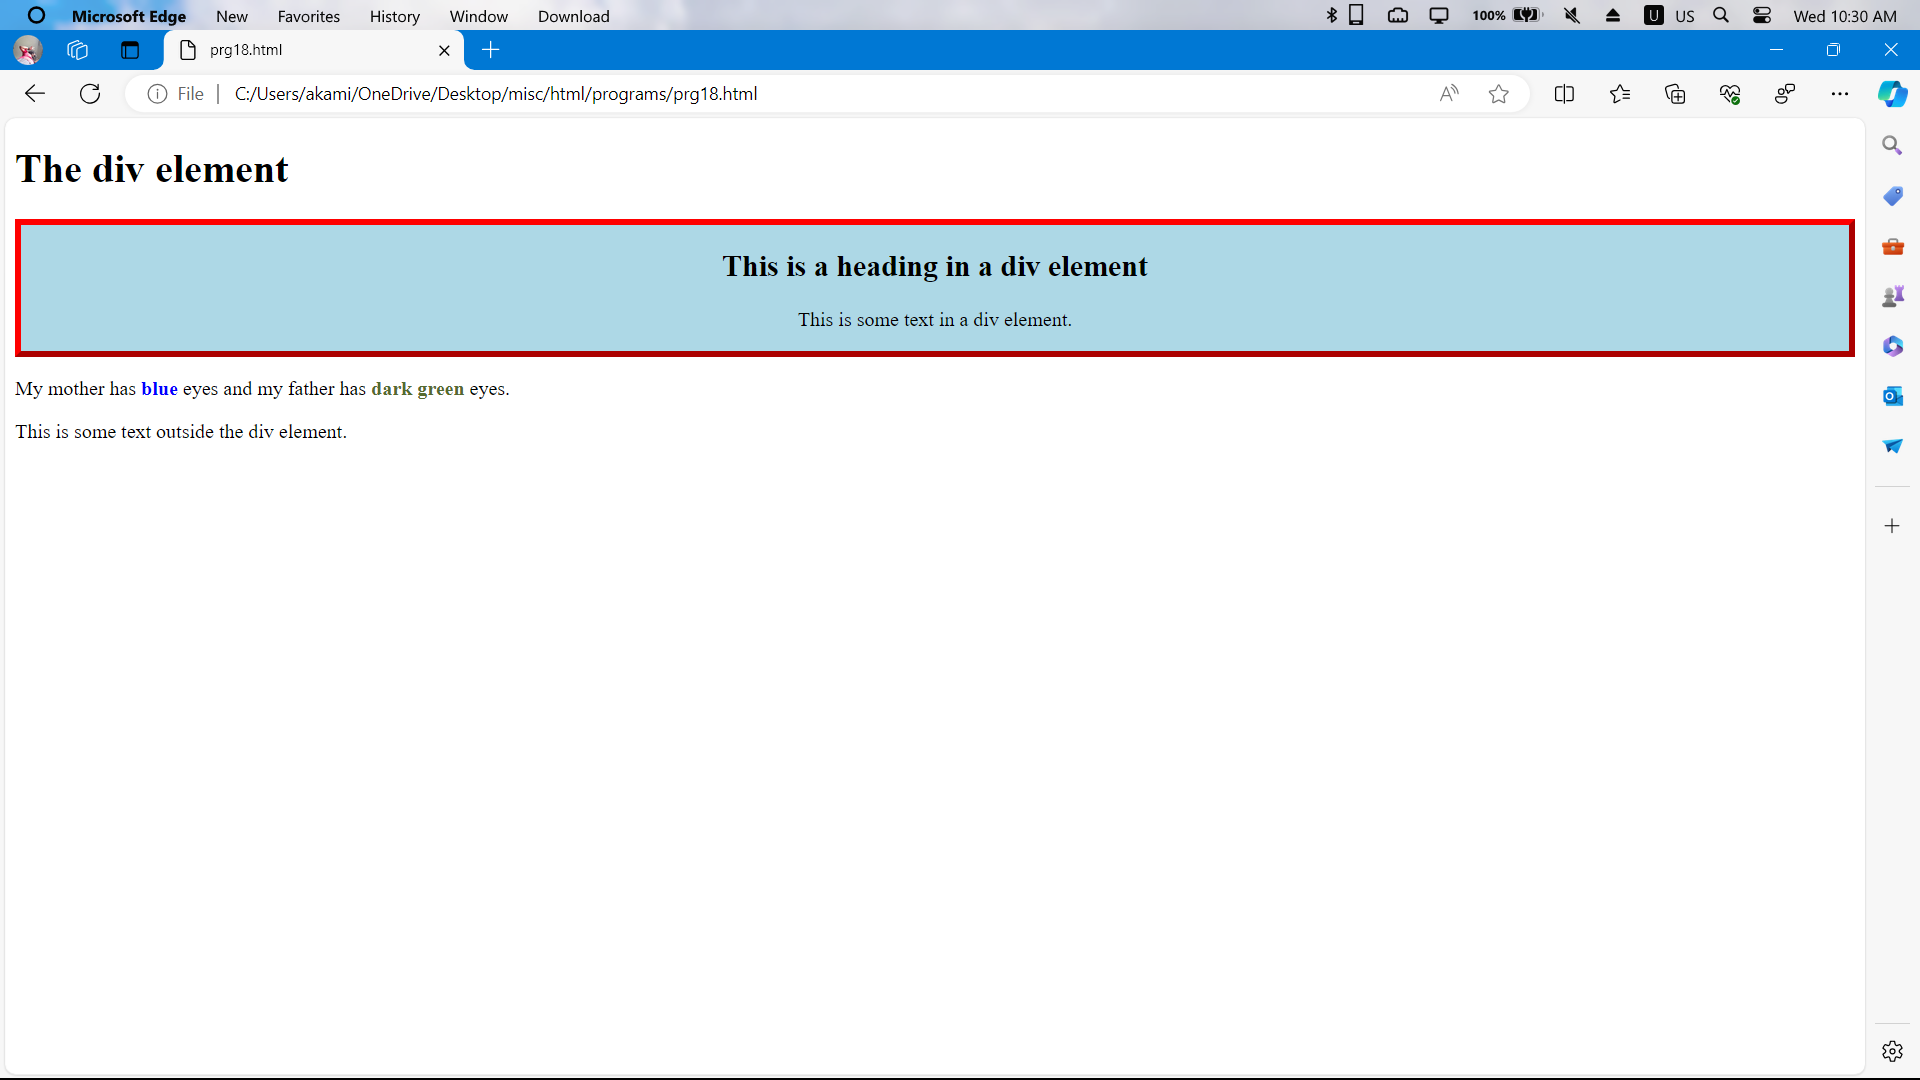 Microsoft Edge New Favorites History Window Download 100% U US Wed 10:30 AM
prg18.html
File C:/Users/akami/OneDrive/Desktop/misc/html/programs/prg18.html
The div element
This is a heading in a div element
This is some text in a div element.
My mother has blue eyes and my father has dark green eyes.
This is some text outside the div element.